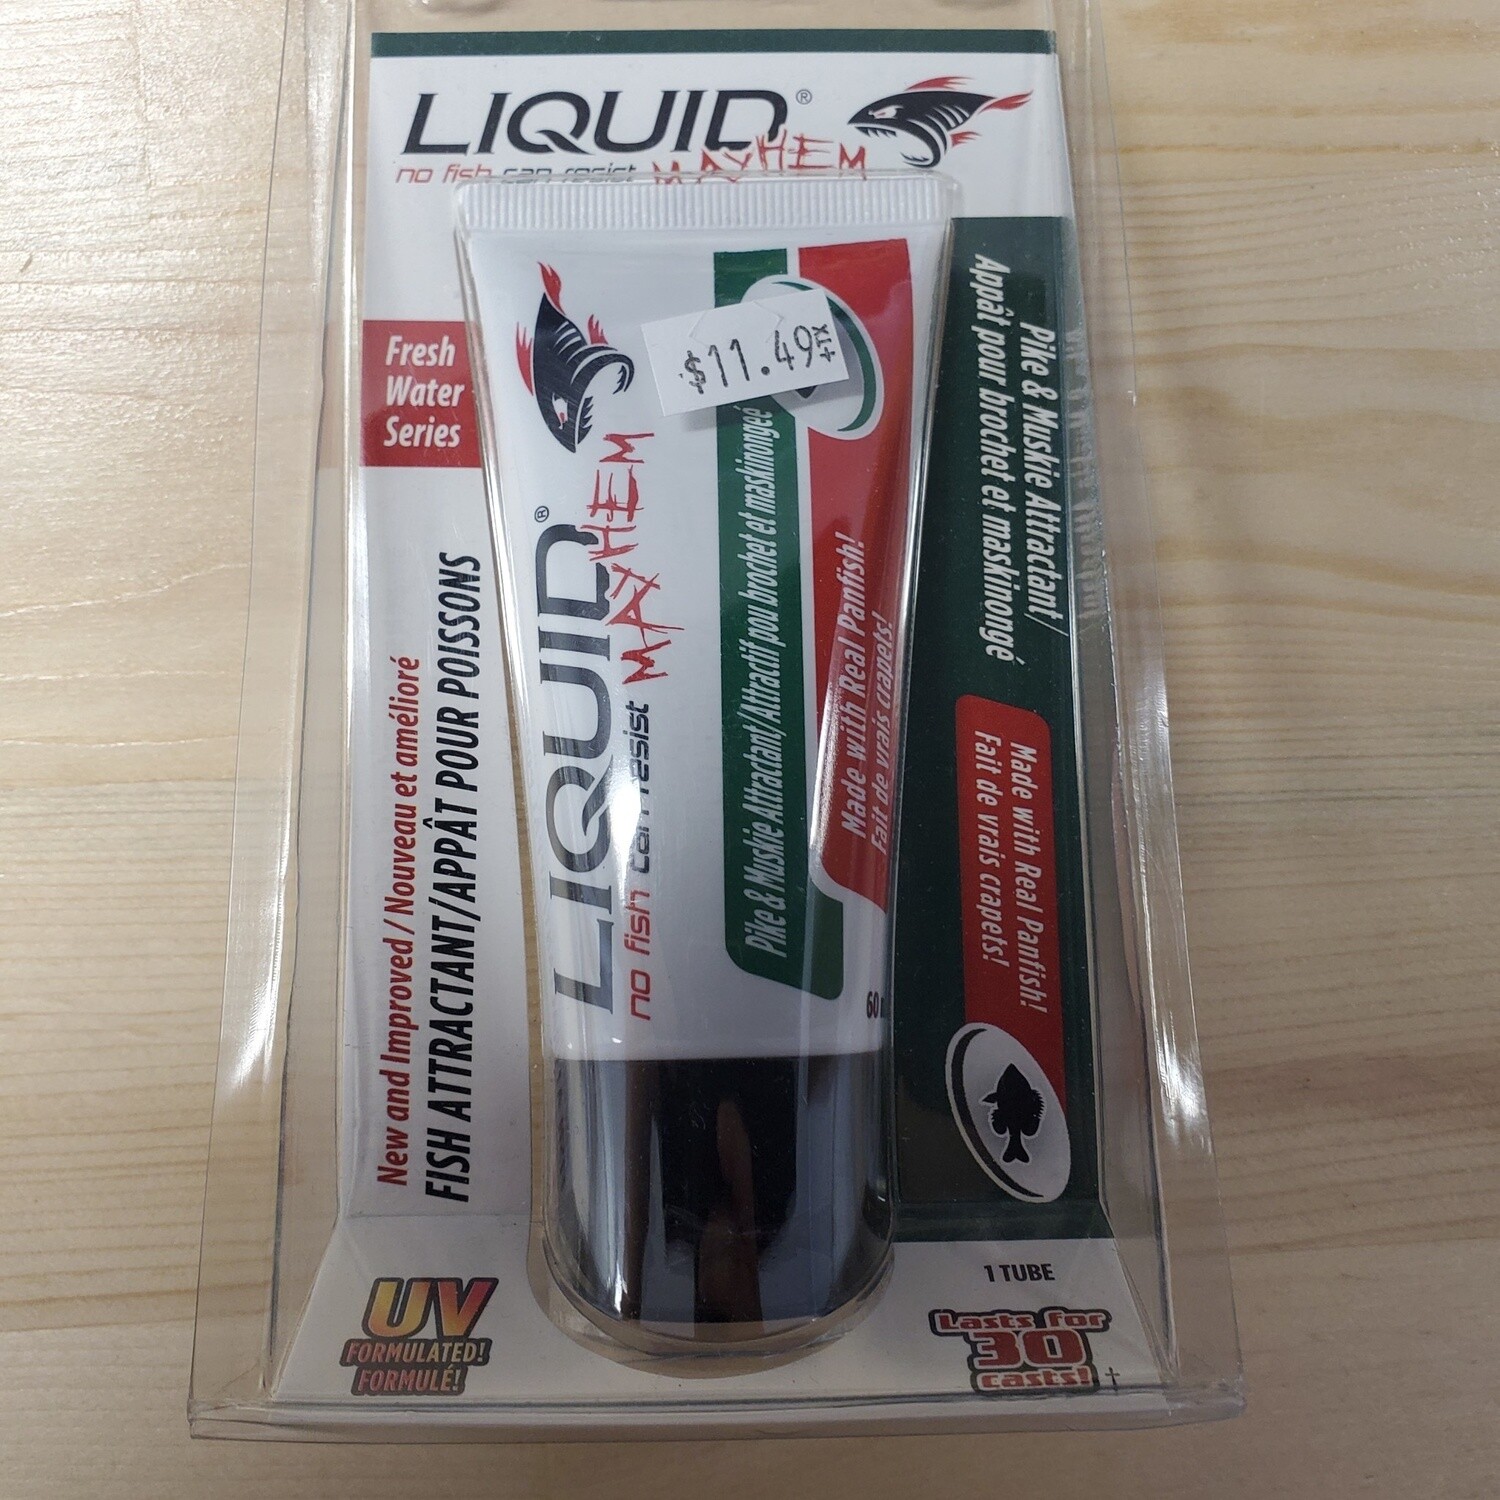 LIQUID®
MAYHEM
no fish can resist
Fresh
Water
Series
New and Improved / Nouveau et amélioré
FISH ATTRACTANT/APPÂT POUR POISSONS
LIQUID®
MAYHEM
no fish can resist
$11.49
+TX
Pike & Muskie Attractant/Attractif pou brochet et maskinongeé
Made with Real Panfish!
Fait de vrais crapets!
60
Pike & Muskie Attractant/
Appât pour brochet et maskinongé
Made with Real Panfish!
Fait de vrais crapets!
UV
FORMULATED!
FORMULÉ!
1 TUBE
Lasts for
30
casts! †